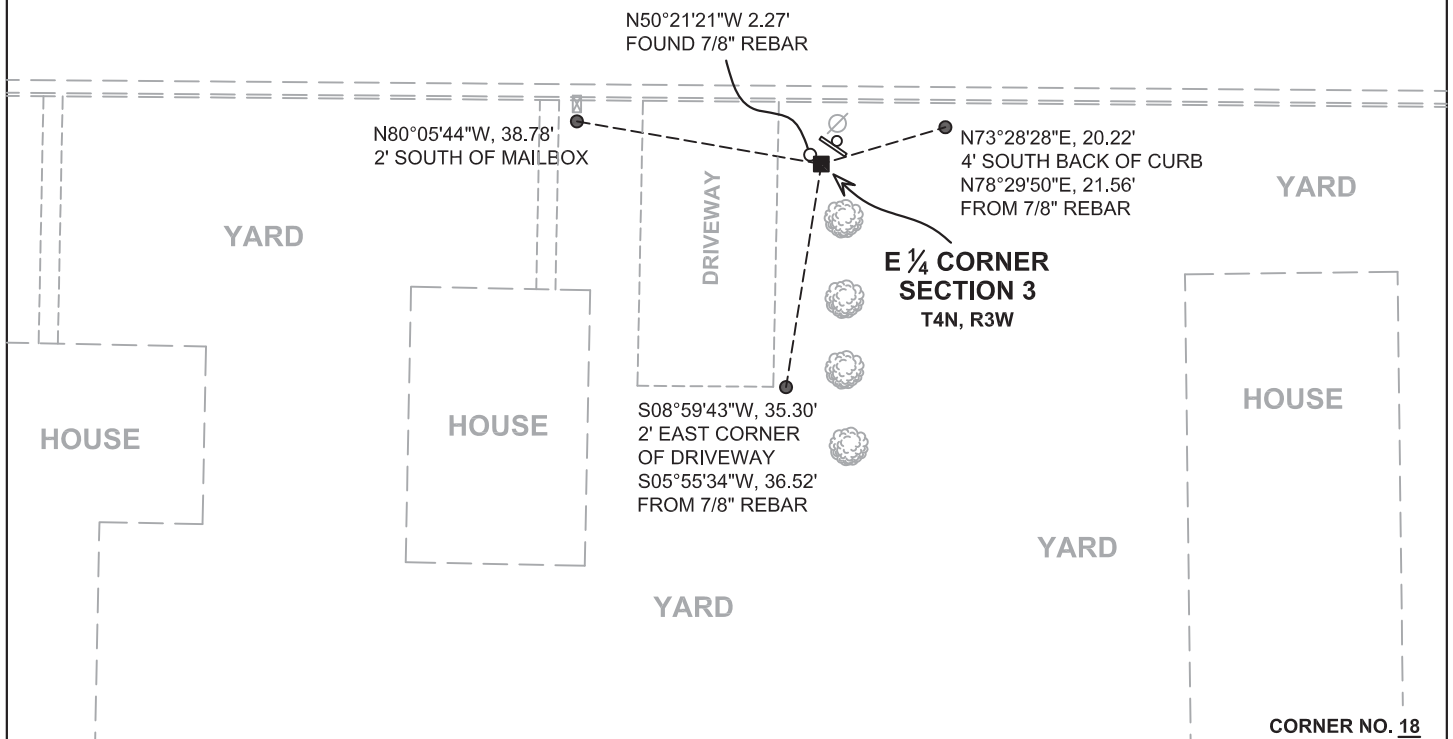 N50°21'21"W 2.27'
FOUND 7/8" REBAR
N80°05'44"W, 38.78'
2' SOUTH OF MAILBOX
N73°28'28"E, 20.22'
4' SOUTH BACK OF CURB
N78°29'50"E, 21.56'
FROM 7/8" REBAR
YARD
YARD
DRIVEWAY
E ¼ CORNER
SECTION 3
T4N, R3W
S08°59'43"W, 35.30'
2' EAST CORNER
OF DRIVEWAY
S05°55'34"W, 36.52'
FROM 7/8" REBAR
HOUSE
HOUSE
HOUSE
YARD
YARD
CORNER NO. 18